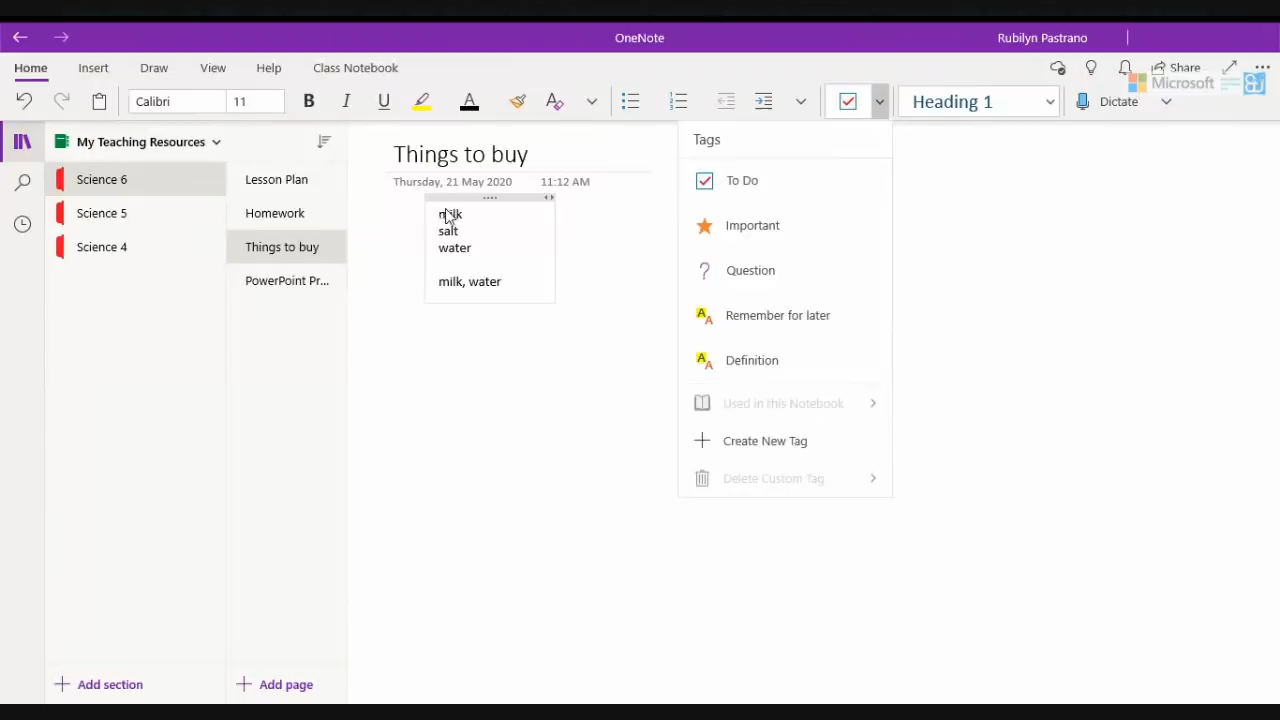 OneNote
Rubilyn Pastrano
Home Insert Draw View Help Class Notebook
Share
Microsoft
Calibri 11 B I U A A Heading 1 Dictate
My Teaching Resources
Science 6
Science 5
Science 4
Lesson Plan
Homework
Things to buy
PowerPoint Pr...
Things to buy
Thursday, 21 May 2020 11:12 AM
milk
salt
water
milk, water
Tags
To Do
Important
? Question
A A Remember for later
A A Definition
Used in this Notebook
Create New Tag
Delete Custom Tag
+ Add section
+ Add page